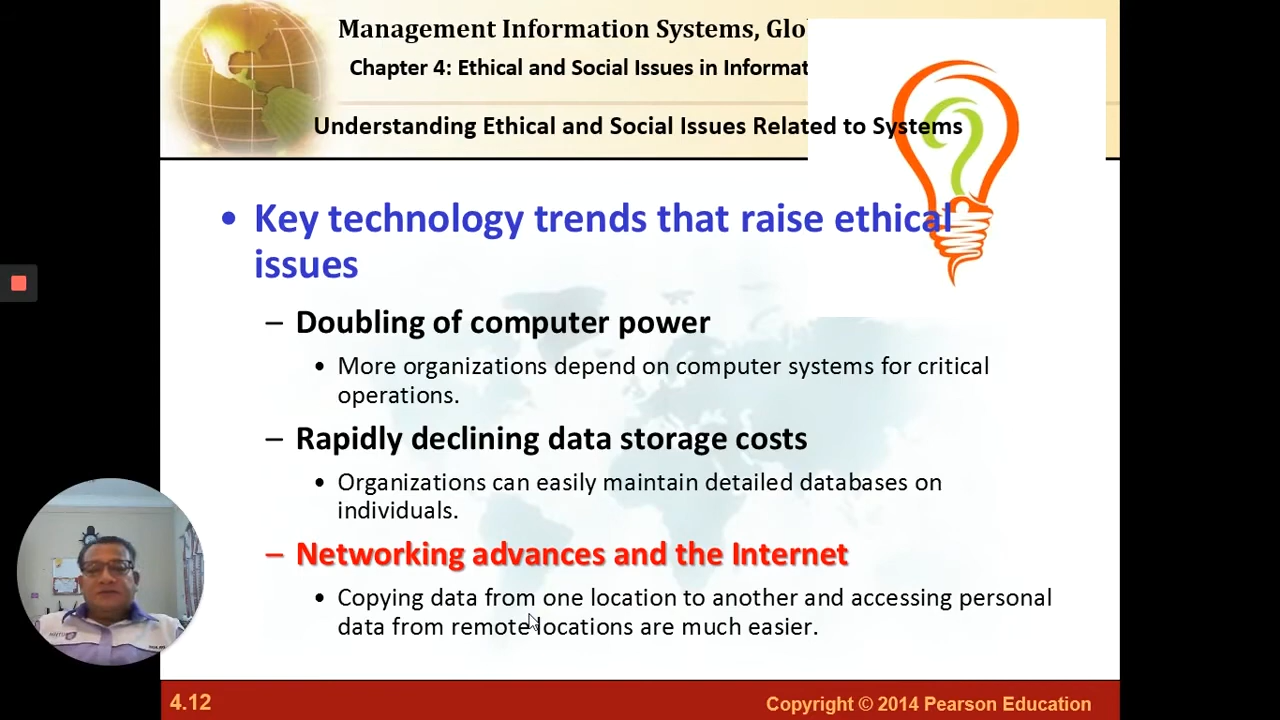 Management Information Systems, Glo
Chapter 4: Ethical and Social Issues in Informat
Understanding Ethical and Social Issues Related to Systems
• Key technology trends that raise ethical
issues
– Doubling of computer power
• More organizations depend on computer systems for critical
operations.
– Rapidly declining data storage costs
• Organizations can easily maintain detailed databases on
individuals.
– Networking advances and the Internet
• Copying data from one location to another and accessing personal
data from remote locations are much easier.
4.12
Copyright © 2014 Pearson Education